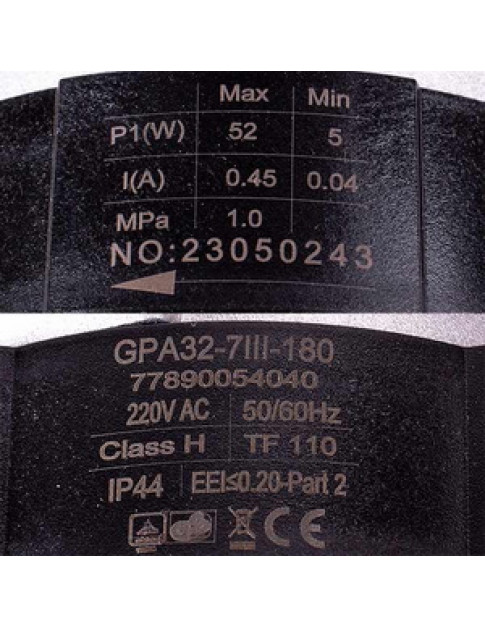 Max Min
P1(W) 52 5
I(A) 0.45 0.04
MPa 1.0
NO:23050243
GPA32-7III-180
77890054040
220V AC 50/60Hz
Class H TF 110
IP44 EEI≤0.20-Part 2
CE